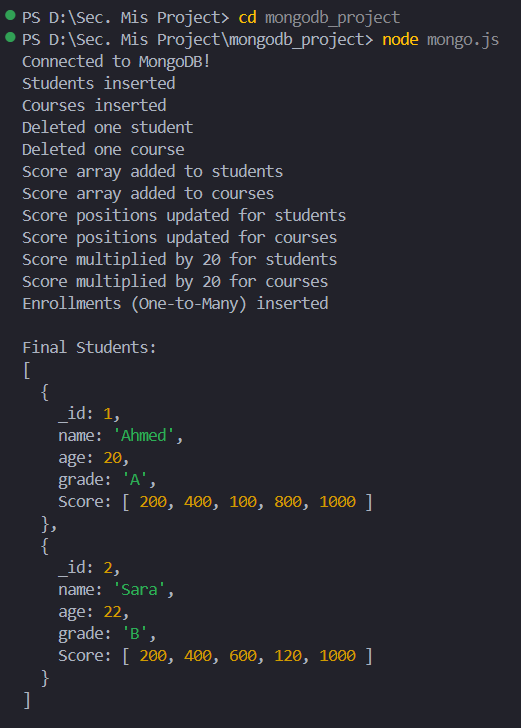 PS D:\Sec. Mis Project> cd mongodb_project
PS D:\Sec. Mis Project\mongodb_project> node mongo.js
Connected to MongoDB!
Students inserted
Courses inserted
Deleted one student
Deleted one course
Score array added to students
Score array added to courses
Score positions updated for students
Score positions updated for courses
Score multiplied by 20 for students
Score multiplied by 20 for courses
Enrollments (One-to-Many) inserted

Final Students:
[
  {
    _id: 1,
    name: 'Ahmed',
    age: 20,
    grade: 'A',
    Score: [ 200, 400, 100, 800, 1000 ]
  },
  {
    _id: 2,
    name: 'Sara',
    age: 22,
    grade: 'B',
    Score: [ 200, 400, 600, 120, 1000 ]
  }
]